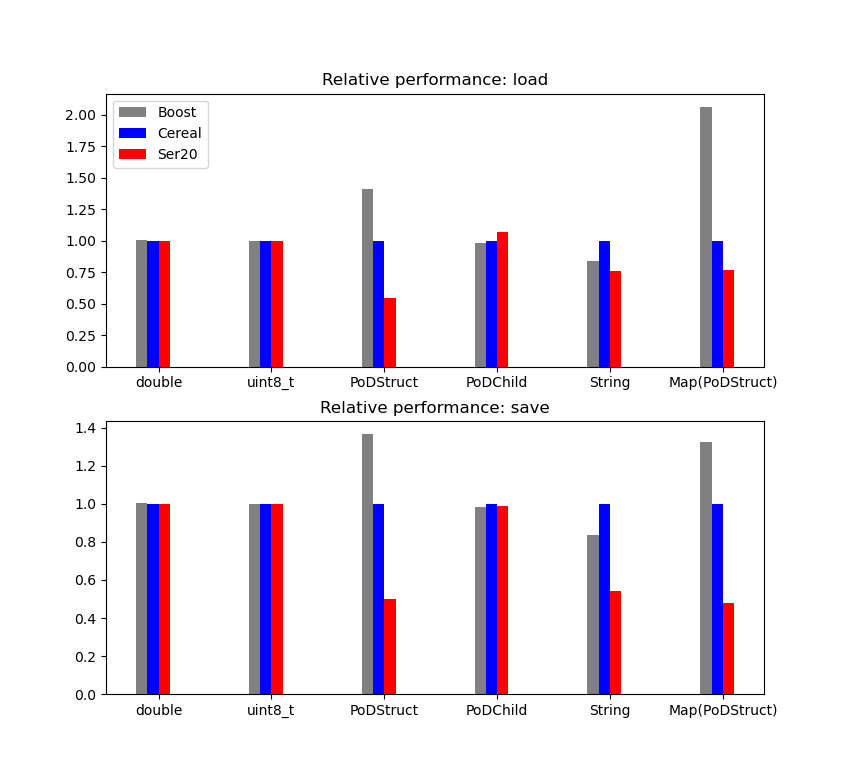 Relative performance: load
2.00
1.75
1.50
1.25
1.00
0.75
0.50
0.25
0.00
Boost
Cereal
Ser20
double uint8_t PoDStruct PoDChild String Map(PoDStruct)
Relative performance: save
1.4
1.2
1.0
0.8
0.6
0.4
0.2
0.0
double uint8_t PoDStruct PoDChild String Map(PoDStruct)